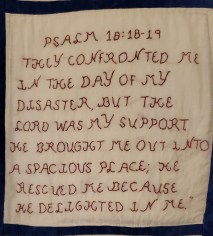 PSALM 18:18-19
THEY CONFRONTED ME
IN THE DAY OF MY
DISASTER, BUT THE
LORD WAS MY SUPPORT
HE BROUGHT ME OUT INTO
A SPACIOUS PLACE; HE
RESCUED ME BECAUSE
HE DELIGHTED IN ME."